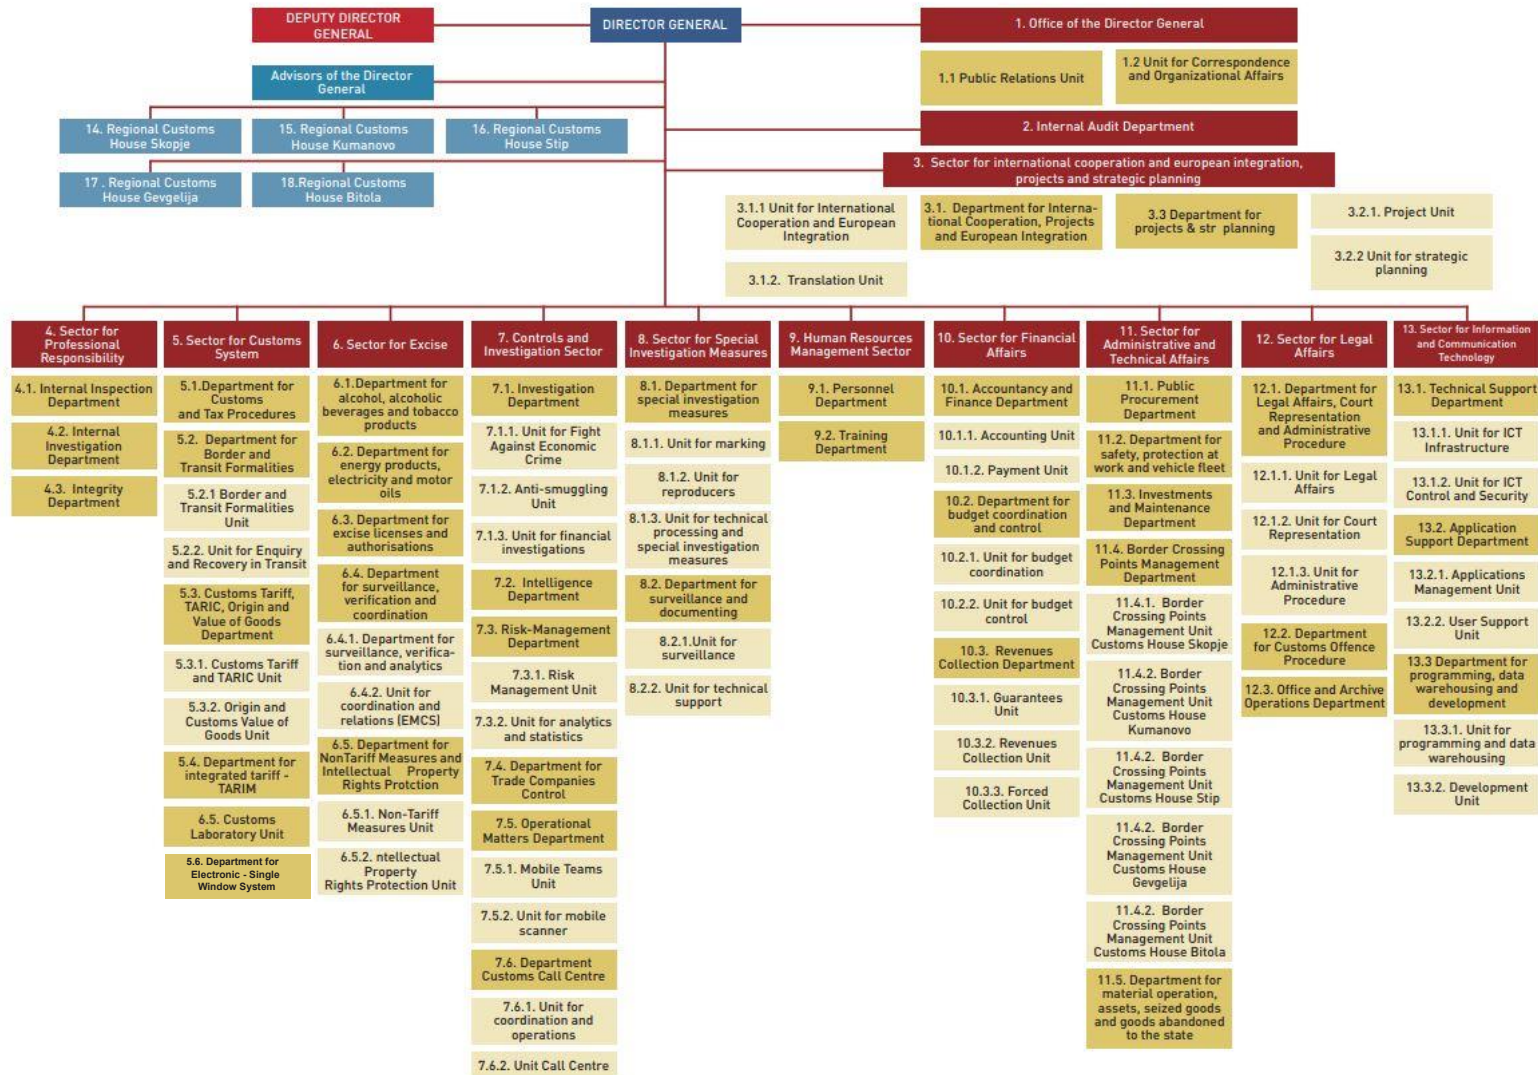 DEPUTY DIRECTOR
GENERAL
DIRECTOR GENERAL
1. Office of the Director General
1.1 Public Relations Unit
1.2 Unit for Correspondence
and Organizational Affairs
Advisors of the Director
General
14. Regional Customs
House Skopje
15. Regional Customs
House Kumanovo
16. Regional Customs
House Stip
2. Internal Audit Department
3. Sector for international cooperation and european integration,
projects and strategic planning
17 . Regional Customs
House Gevgelija
18.Regional Customs
House Bitola
3.1.1 Unit for International
Cooperation and European
Integration
3.1. Department for Interna-
tional Cooperation, Projects
and European Integration
3.3 Department for
projects & str planning
3.2.1. Project Unit
3.1.2. Translation Unit
3.2.2 Unit for strategic
planning
4. Sector for
Professional
Responsibility
4.1. Internal Inspection
Department
4.2. Internal
Investigation
Department
4.3. Integrity
Department
5. Sector for Customs
System
5.1.Department for
Customs
and Tax Procedures
5.2. Department for
Border and
Transit Formalities
5.2.1 Border and
Transit Formalities
Unit
5.2.2. Unit for Enquiry
and Recovery in Transit
5.3. Customs Tariff,
TARIC, Origin and
Value of Goods
Department
5.3.1. Customs Tariff
and TARIC Unit
5.3.2. Origin and
Customs Value of
Goods Unit
5.4. Department for
integrated tariff -
TARIM
6.5. Customs
Laboratory Unit
5.6. Department for
Electronic - Single
Window System
6. Sector for Excise
6.1.Department for
alcohol, alcoholic
beverages and tobacco
products
6.2. Department for
energy products,
electricity and motor
oils
6.3. Department for
excise licenses and
authorisations
6.4. Department
for surveillance,
verification and
coordination
6.4.1. Department for
surveillance, verifica-
tion and analytics
6.4.2. Unit for
coordination and
relations (EMCS)
6.5. Department for
NonTariff Measures and
Intellectual Property
Rights Protction
6.5.1. Non-Tariff
Measures Unit
6.5.2. ntellectual
Property
Rights Protection Unit
7. Controls and
Investigation Sector
7.1. Investigation
Department
7.1.1. Unit for Fight
Against Economic
Crime
7.1.2. Anti-smuggling
Unit
7.1.3. Unit for financial
investigations
7.2. Intelligence
Department
7.3. Risk-Management
Department
7.3.1. Risk
Management Unit
7.3.2. Unit for analytics
and statistics
7.4. Department for
Trade Companies
Control
7.5. Operational
Matters Department
7.5.1. Mobile Teams
Unit
7.5.2. Unit for mobile
scanner
7.6. Department
Customs Call Centre
7.6.1. Unit for
coordination and
operations
7.6.2. Unit Call Centre
8. Sector for Special
Investigation Measures
8.1. Department for
special investigation
measures
8.1.1. Unit for marking
8.1.2. Unit for
reproducers
8.1.3. Unit for technical
processing and
special investigation
measures
8.2. Department for
surveillance and
documenting
8.2.1.Unit for
surveillance
8.2.2. Unit for technical
support
9. Human Resources
Management Sector
9.1. Personnel
Department
9.2. Training
Department
10. Sector for Financial
Affairs
10.1. Accountancy and
Finance Department
10.1.1. Accounting Unit
10.1.2. Payment Unit
10.2. Department for
budget coordination
and control
10.2.1. Unit for budget
coordination
10.2.2. Unit for budget
control
10.3. Revenues
Collection Department
10.3.1. Guarantees
Unit
10.3.2. Revenues
Collection Unit
10.3.3. Forced
Collection Unit
11. Sector for
Administrative and
Technical Affairs
11.1. Public
Procurement
Department
11.2. Department for
safety, protection at
work and vehicle fleet
11.3. Investments
and Maintenance
Department
11.4. Border Crossing
Points Management
Department
11.4.1. Border
Crossing Points
Management Unit
Customs House Skopje
11.4.2. Border
Crossing Points
Management Unit
Customs House
Kumanovo
11.4.2. Border
Crossing Points
Management Unit
Customs House Stip
11.4.2. Border
Crossing Points
Management Unit
Customs House
Gevgelija
11.4.2. Border
Crossing Points
Management Unit
Customs House Bitola
11.5. Department for
material operation,
assets, seized goods
and goods abandoned
to the state
12. Sector for Legal
Affairs
12.1. Department for
Legal Affairs, Court
Representation
and Administrative
Procedure
12.1.1. Unit for Legal
Affairs
12.1.2. Unit for Court
Representation
12.1.3. Unit for
Administrative
Procedure
12.2. Department
for Customs Offence
Procedure
12.3. Office and Archive
Operations Department
13. Sector for Information
and Communication
Technology
13.1. Technical Support
Department
13.1.1. Unit for ICT
Infrastructure
13.1.2. Unit for ICT
Control and Security
13.2. Application
Support Department
13.2.1. Applications
Management Unit
13.2.2. User Support
Unit
13.3 Department for
programming, data
warehousing and
development
13.3.1. Unit for
programming and data
warehousing
13.3.2. Development
Unit